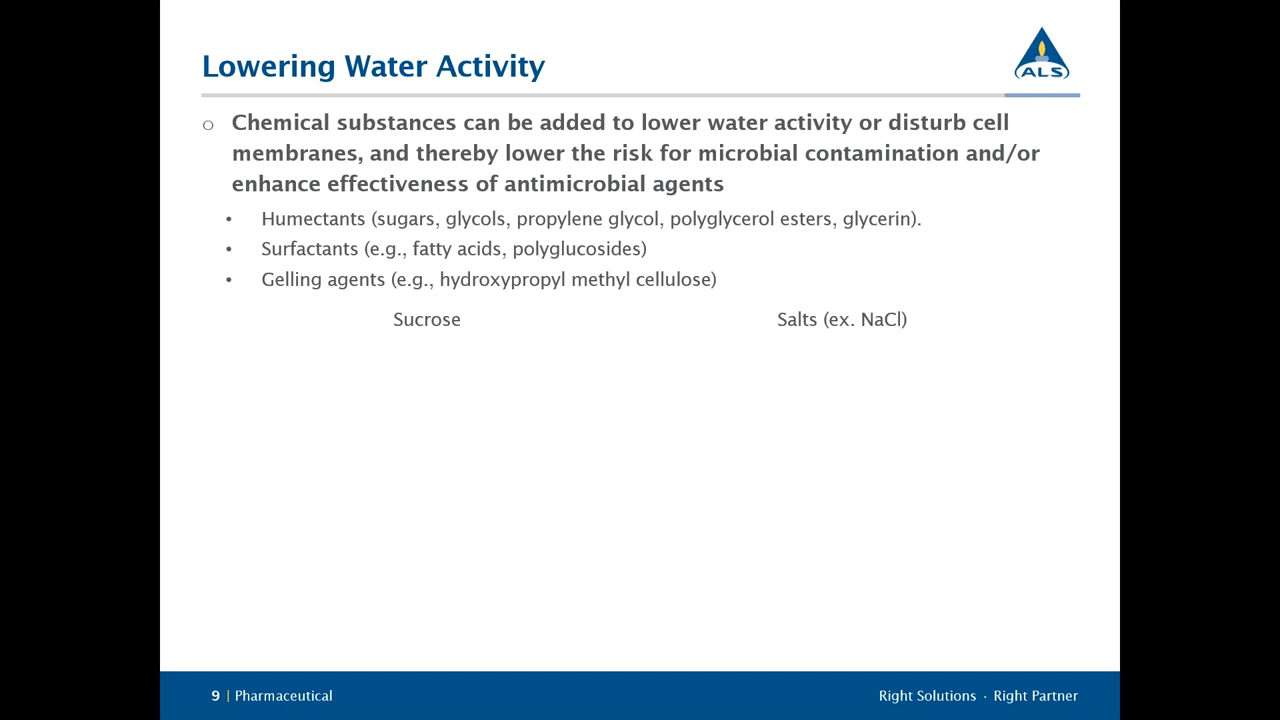 Lowering Water Activity
ALS
○ Chemical substances can be added to lower water activity or disturb cell
membranes, and thereby lower the risk for microbial contamination and/or
enhance effectiveness of antimicrobial agents
• Humectants (sugars, glycols, propylene glycol, polyglycerol esters, glycerin).
• Surfactants (e.g., fatty acids, polyglucosides)
• Gelling agents (e.g., hydroxypropyl methyl cellulose)
Sucrose Salts (ex. NaCl)
9 | Pharmaceutical Right Solutions · Right Partner